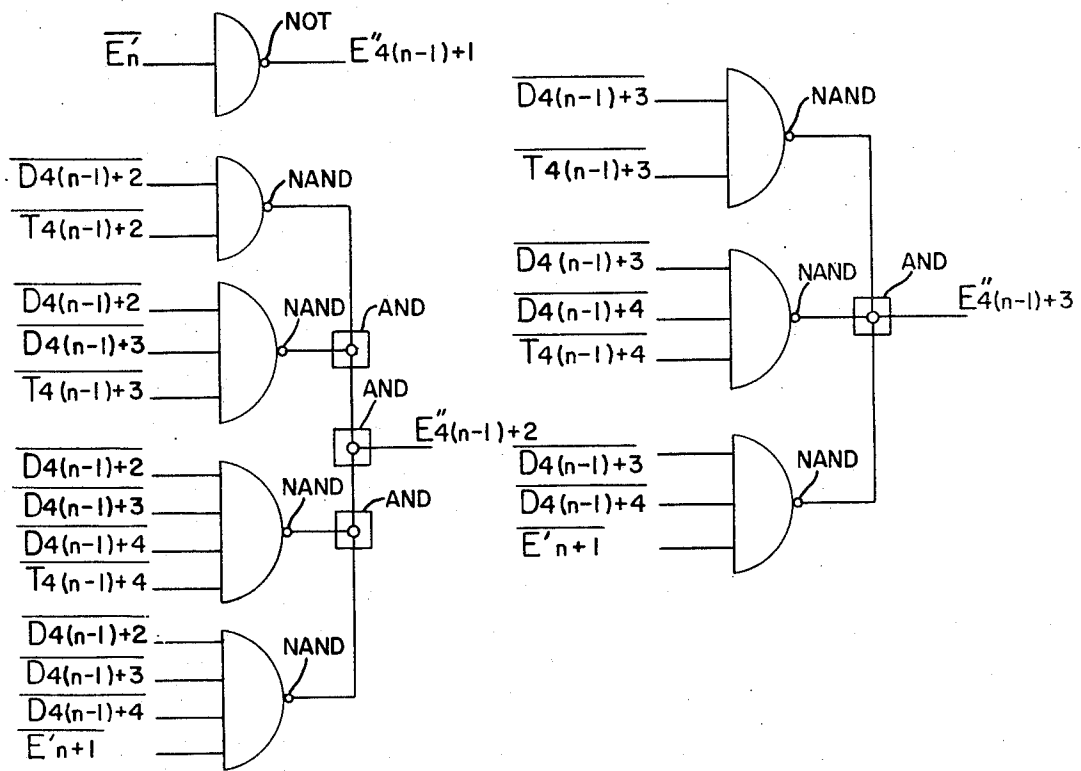 NOT
E'n
E"4(n-1)+1
D4(n-1)+2
NAND
T4(n-1)+2
D4(n-1)+2
NAND
AND
D4(n-1)+3
T4(n-1)+3
AND
E"4(n-1)+2
D4(n-1)+2
NAND
AND
D4(n-1)+3
D4(n-1)+4
T4(n-1)+4
D4(n-1)+2
NAND
D4(n-1)+3
D4(n-1)+4
E'n+1
D4(n-1)+3
NAND
T4(n-1)+3
D4(n-1)+3
NAND
AND
D4(n-1)+4
E"4(n-1)+3
T4(n-1)+4
D4(n-1)+3
NAND
D4(n-1)+4
E'n+1